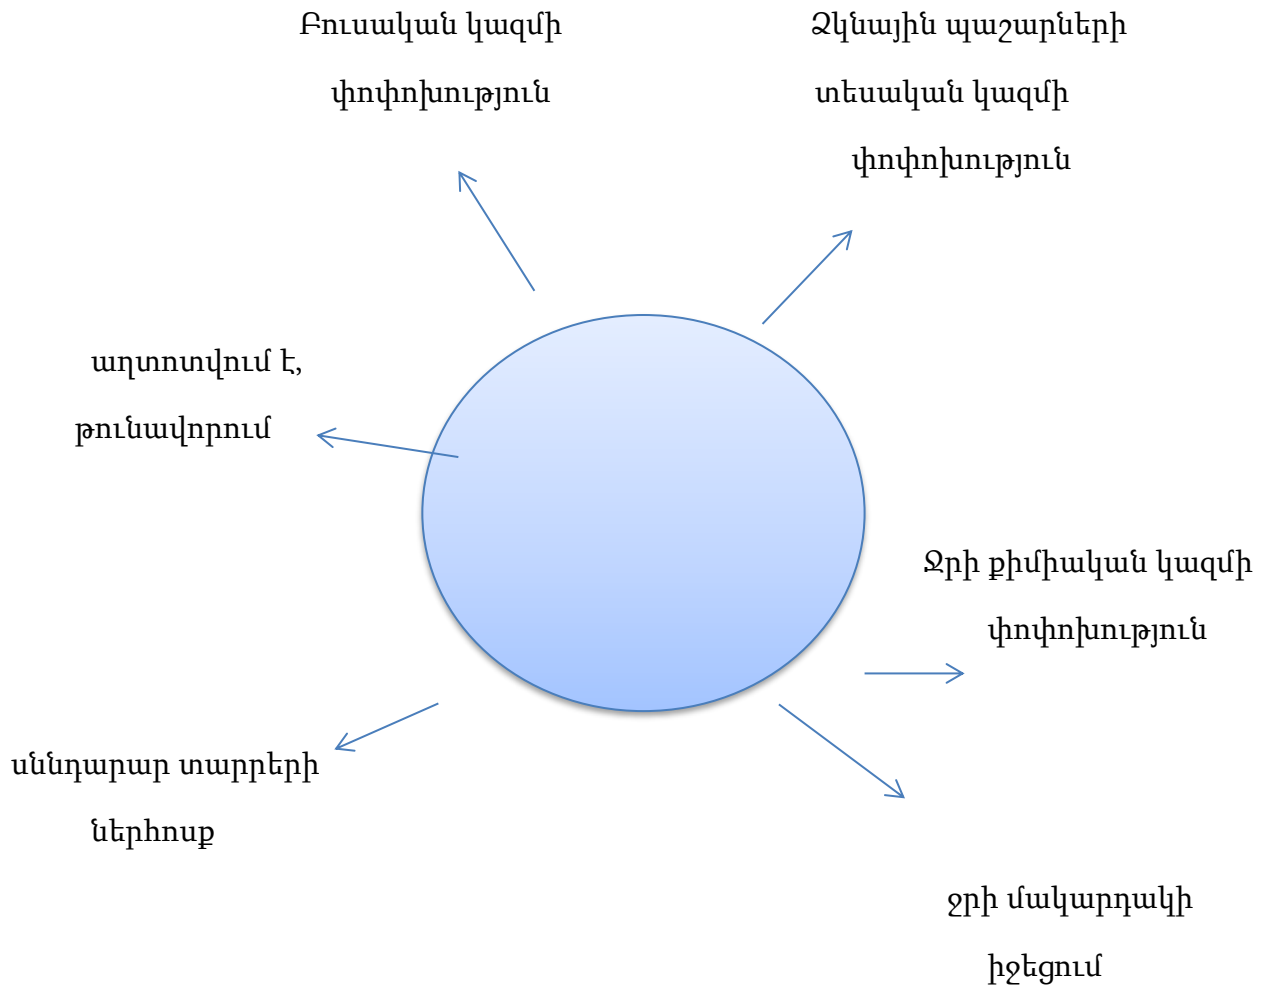 Բուսական կազմի
փոփոխություն
Ձկնային պաշարների
տեսական կազմի
փոփոխություն
աղտոտվում է,
թունավորում
Ջրի քիմիական կազմի
փոփոխություն
սննդարար տարրերի
ներհոսք
ջրի մակարդակի
իջեցում